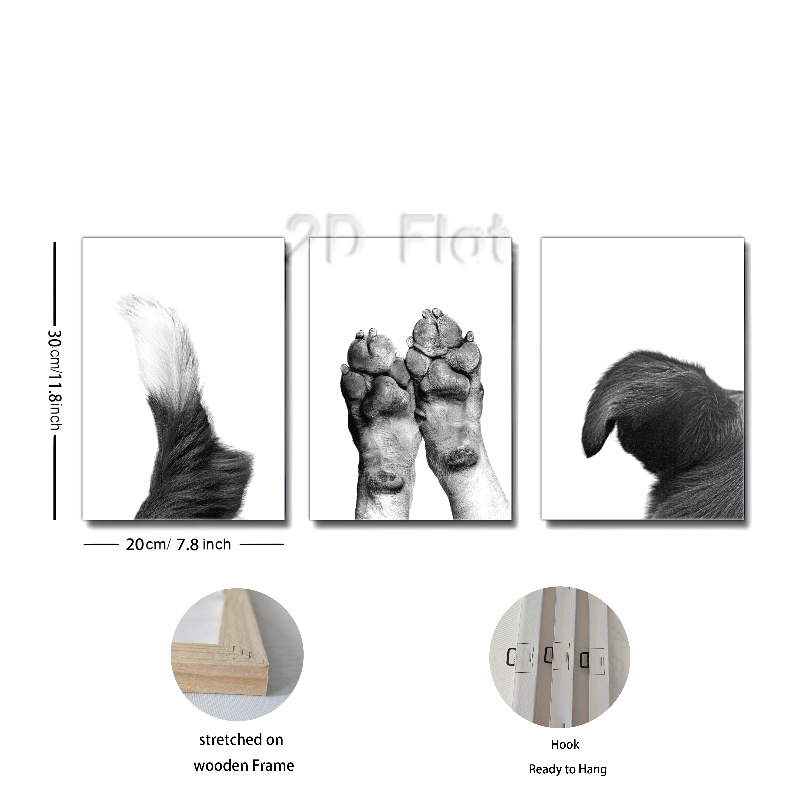 2D Flat
30cm/11.8inch
20cm/ 7.8 inch
stretched on
wooden Frame
Hook
Ready to Hang